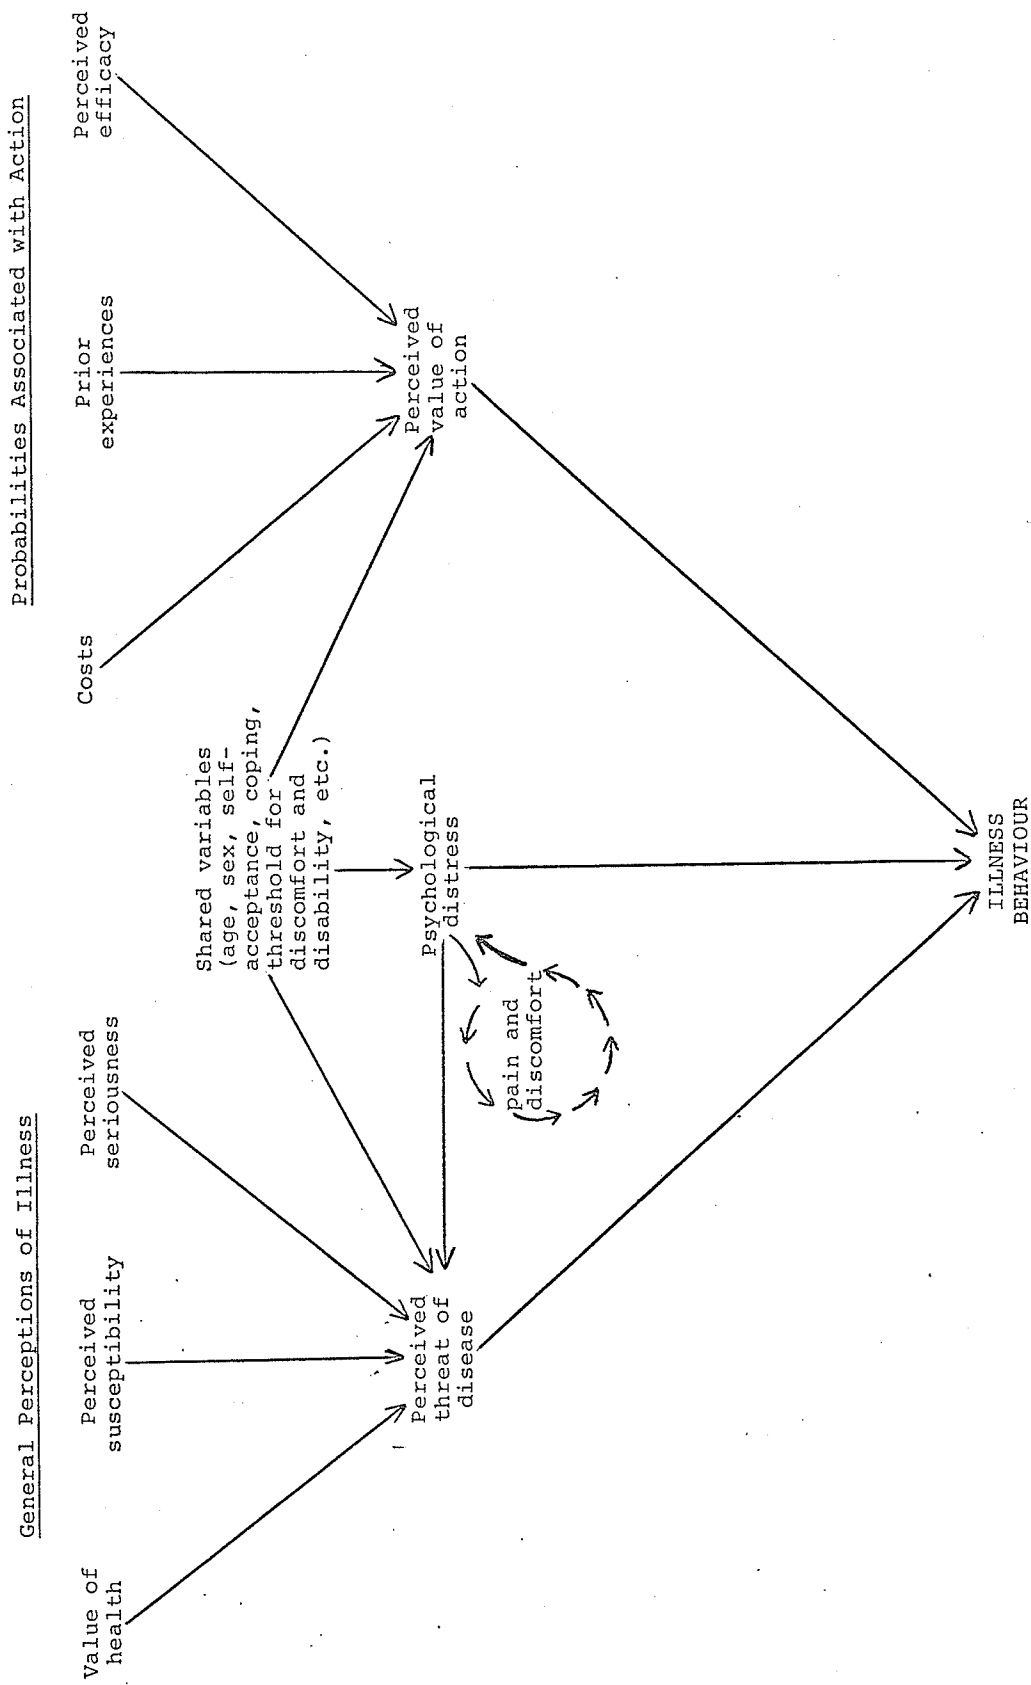 General Perceptions of Illness
Probabilities Associated with Action
Value of
health
Perceived
susceptibility
Perceived
seriousness
Shared variables
(age, sex, self-
acceptance, coping,
threshold for
discomfort and
disability, etc.)
Costs
Prior
experiences
Perceived
efficacy
Perceived
threat of
disease
Psychological
distress
Perceived
value of
action
pain and
discomfort
ILLNESS
BEHAVIOUR